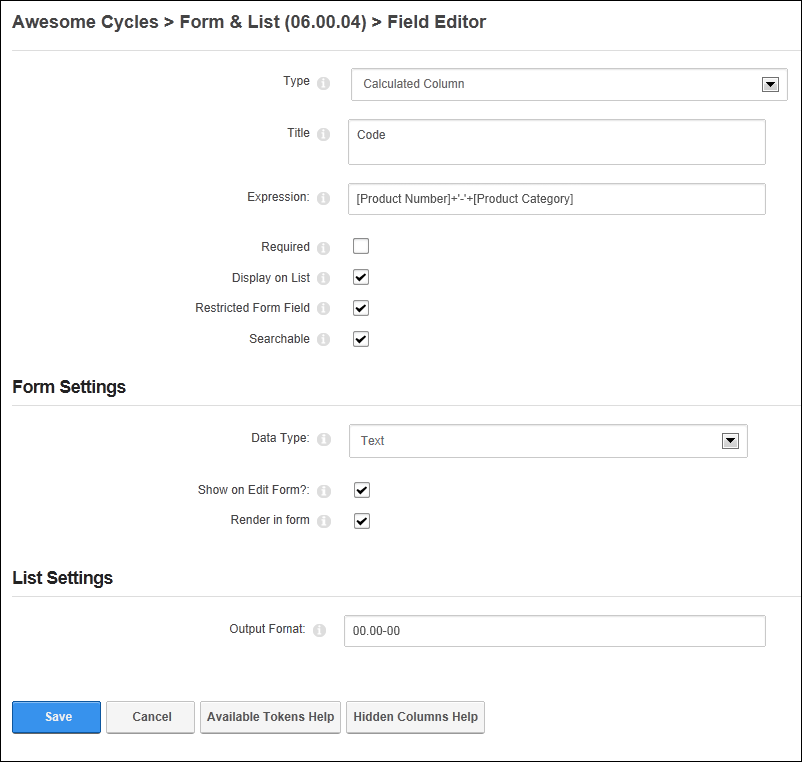 Awesome Cycles > Form & List (06.00.04) > Field Editor
Type
Calculated Column
Title
Code
Expression:
[Product Number]+'-'+[Product Category]
Required
Display on List
Restricted Form Field
Searchable
Form Settings
Data Type:
Text
Show on Edit Form?:
Render in form
List Settings
Output Fornat:
00.00-00
Save Cancel Available Tokens Help Hidden Columns Help